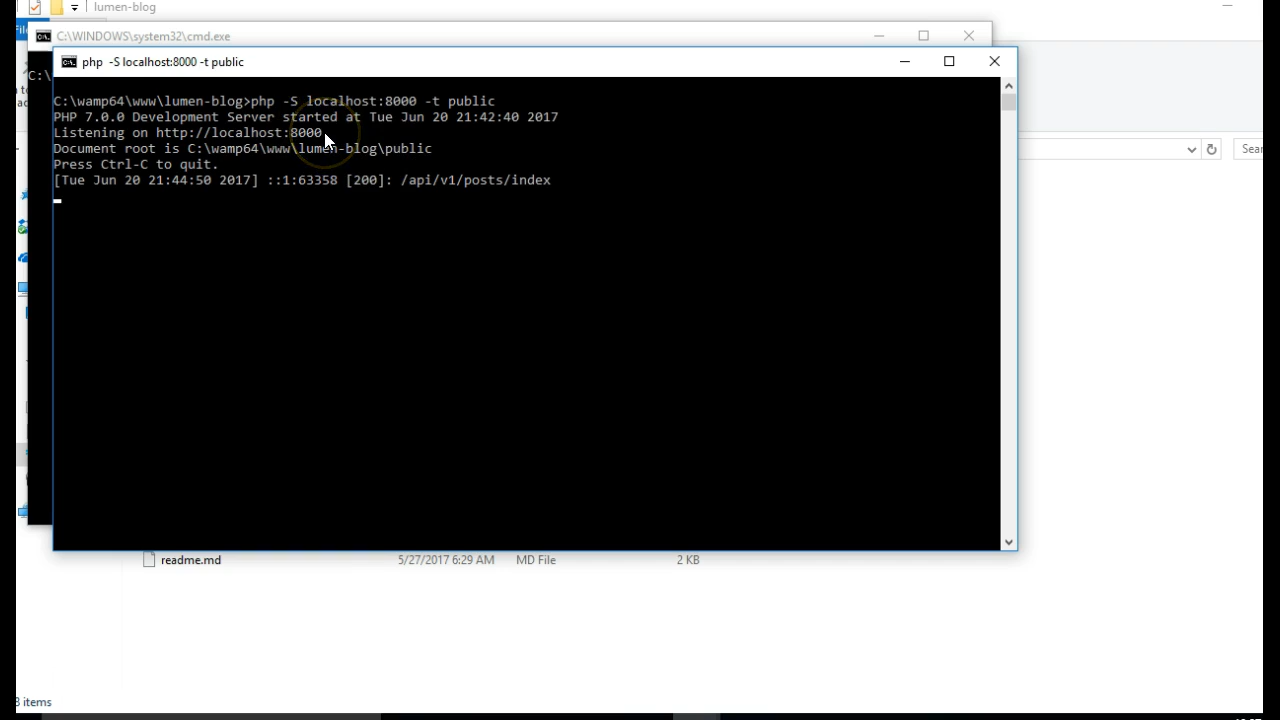 lumen-blog
C:\WINDOWS\system32\cmd.exe
php -S localhost:8000 -t public
C:\
C:\wamp64\www\lumen-blog>php -S localhost:8000 -t public
PHP 7.0.0 Development Server started at Tue Jun 20 21:42:40 2017
Listening on http://localhost:8000
Document root is C:\wamp64\www\lumen-blog\public
Press Ctrl-C to quit.
[Tue Jun 20 21:44:50 2017] ::1:63358 [200]: /api/v1/posts/index
Sear
readme.md 5/27/2017 6:29 AM MD File 2 KB
items